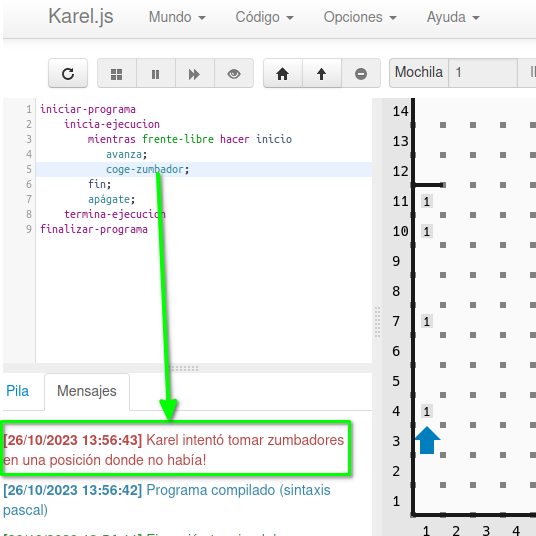 Karel.js Mundo Código Opciones Ayuda
Mochila 1
1 iniciar-programa
2 inicia-ejecucion
3 mientras frente-libre hacer inicio
4 avanza;
5 coge-zumbador;
6 fin;
7 apágate;
8 termina-ejecucion
9 finalizar-programa
Pila Mensajes
[26/10/2023 13:56:43] Karel intentó tomar zumbadores
en una posición donde no había!
[26/10/2023 13:56:42] Programa compilado (sintaxis
pascal)
14
13
12
11 1
10 1
9
8
7 1
6
5
4 1
3
2
1
1 2 3 4